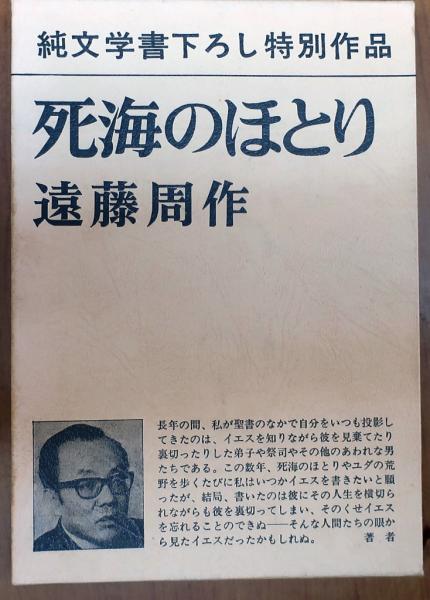 純文学書下ろし特別作品
死海のほとり
遠藤周作
長年の間、私が聖書のなかで自分をいつも投影し
てきたのは、イエスを知りながら彼を見棄てたり
裏切ったりした弟子や祭司やその他のあわれな男
たちである。この数年、死海のほとりやユダの荒
野を歩くたびに私はいつかイエスを書きたいと願
ったが、結局、書いたのは彼にその人生を横切ら
れながらも彼を裏切ってしまい、そのくせイエス
を忘れることのできぬ――そんな人間たちの眼か
ら見たイエスだったかもしれぬ。 著者